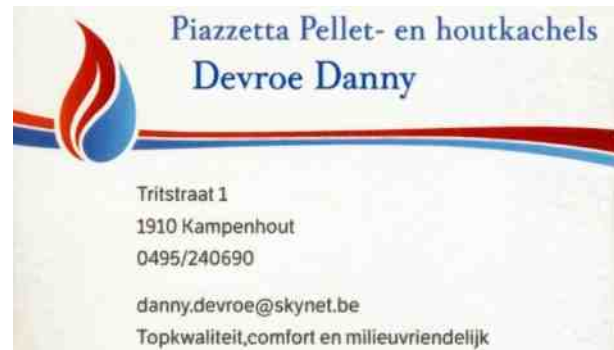 Piazzetta Pellet- en houtkachels
Devroe Danny
Tritstraat 1
1910 Kampenhout
0495/240690
danny.devroe@skynet.be
Topkwaliteit,comfort en milieuvriendelijk